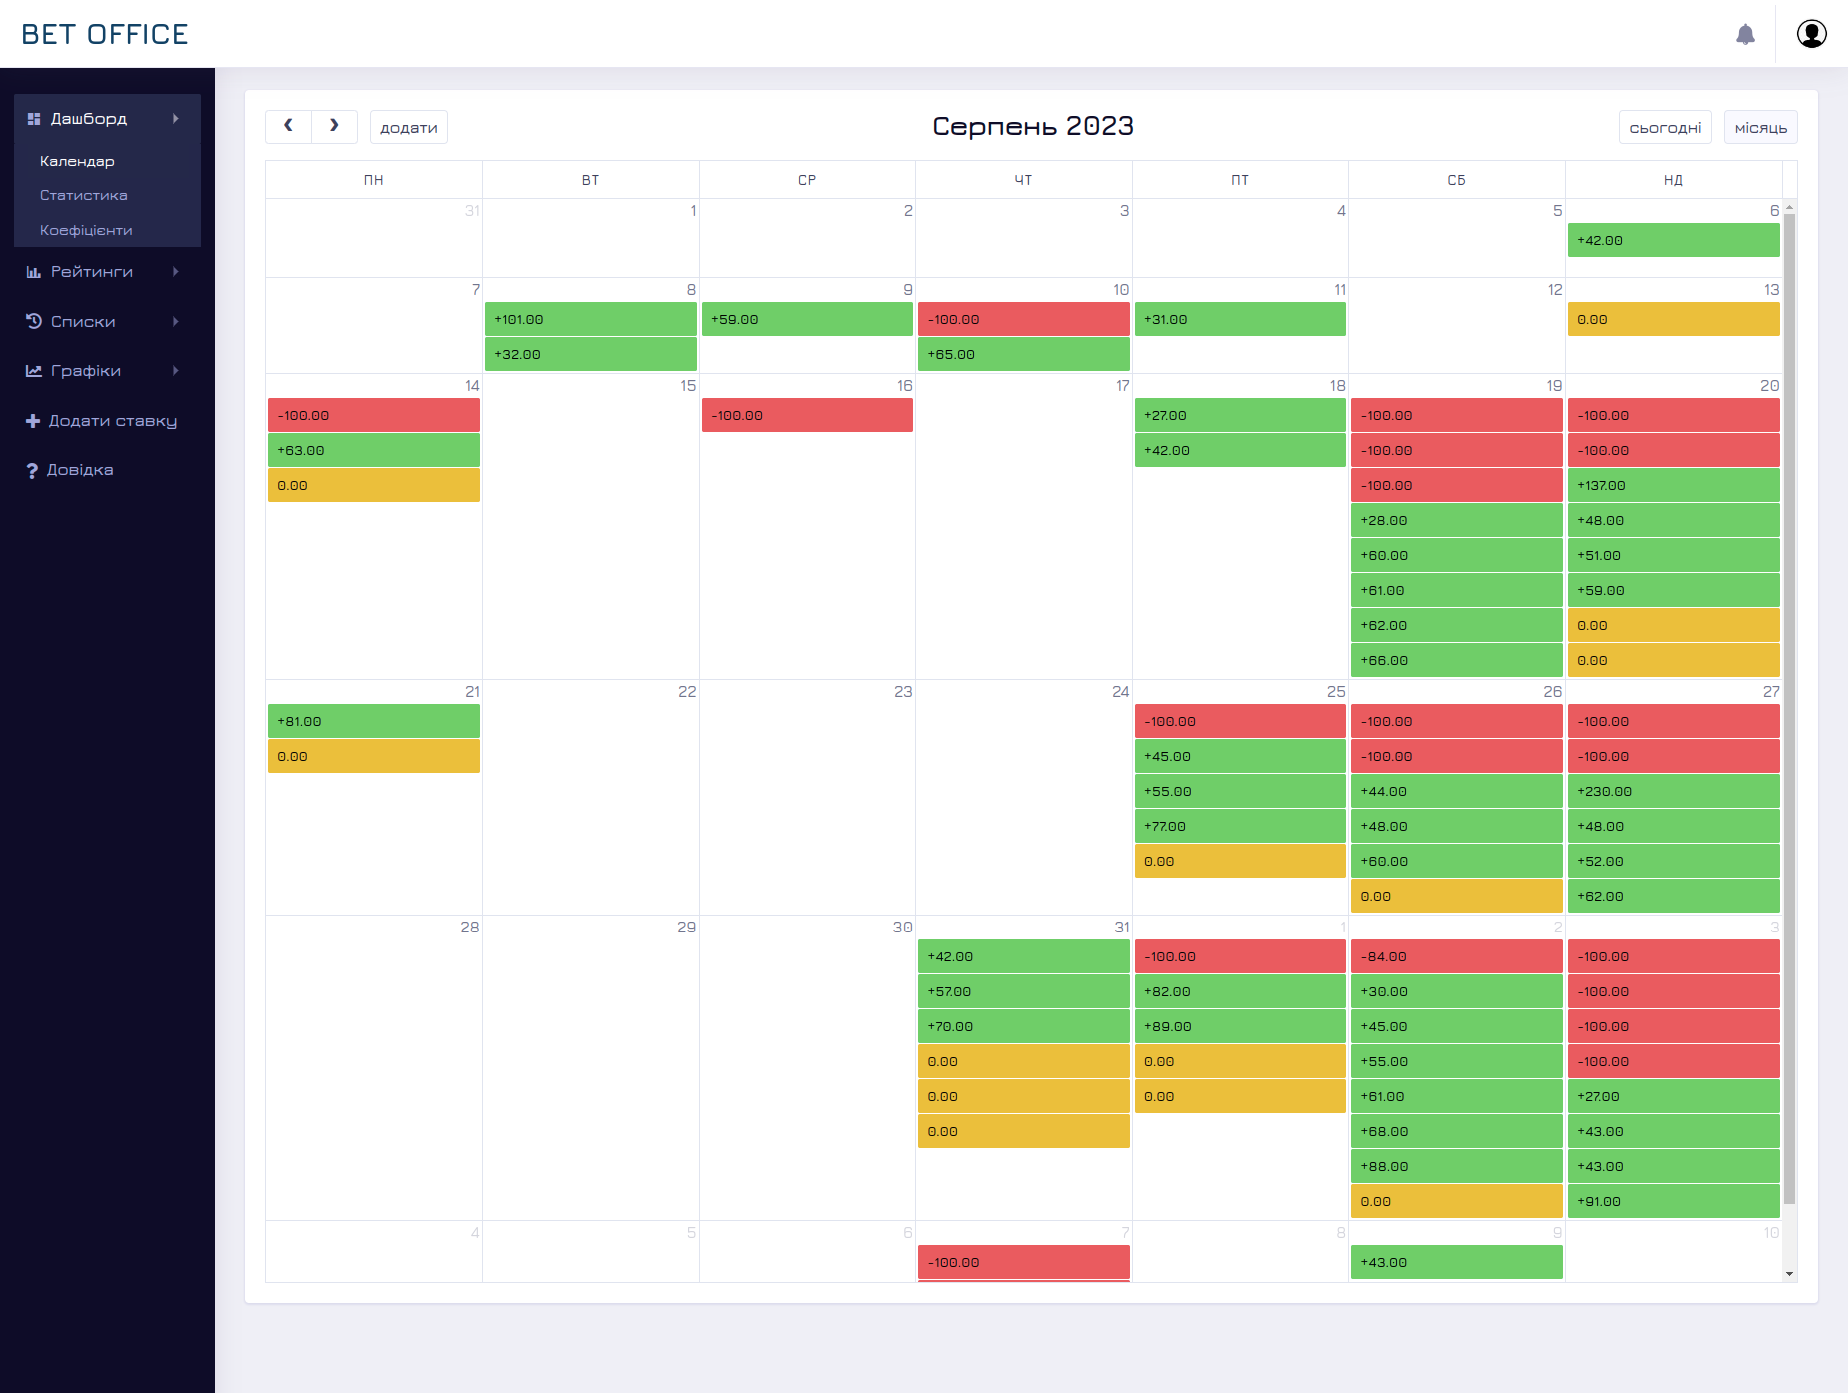 BET OFFICE
Дашборд
Календар
Статистика
Коефіцієнти
Рейтинги
Списки
Графіки
Додати ставку
Довідка
додати
Серпень 2023
сьогодні
місяць
ПН ВТ СР ЧТ ПТ СБ НД
31 1 2 3 4 5 6
+42.00
7 8 9 10 11 12 13
+101.00 +59.00 -100.00 +31.00 0.00
+32.00 +65.00
14 15 16 17 18 19 20
-100.00 -100.00 +27.00 -100.00 -100.00
+63.00 +42.00 -100.00 -100.00
0.00 -100.00 +137.00
+28.00 +48.00
+60.00 +51.00
+61.00 +59.00
+62.00 0.00
+66.00 0.00
21 22 23 24 25 26 27
+81.00 -100.00 -100.00 -100.00
0.00 +45.00 -100.00 -100.00
+55.00 +44.00 +230.00
+77.00 +48.00 +48.00
0.00 +60.00 +52.00
0.00 +62.00
28 29 30 31 1 2 3
+42.00 -100.00 -84.00 -100.00
+57.00 +82.00 +30.00 -100.00
+70.00 +89.00 +45.00 -100.00
0.00 0.00 +55.00 -100.00
0.00 0.00 +61.00 +27.00
0.00 +68.00 +43.00
+88.00 +43.00
0.00 +91.00
4 5 6 7 8 9 10
-100.00 +43.00